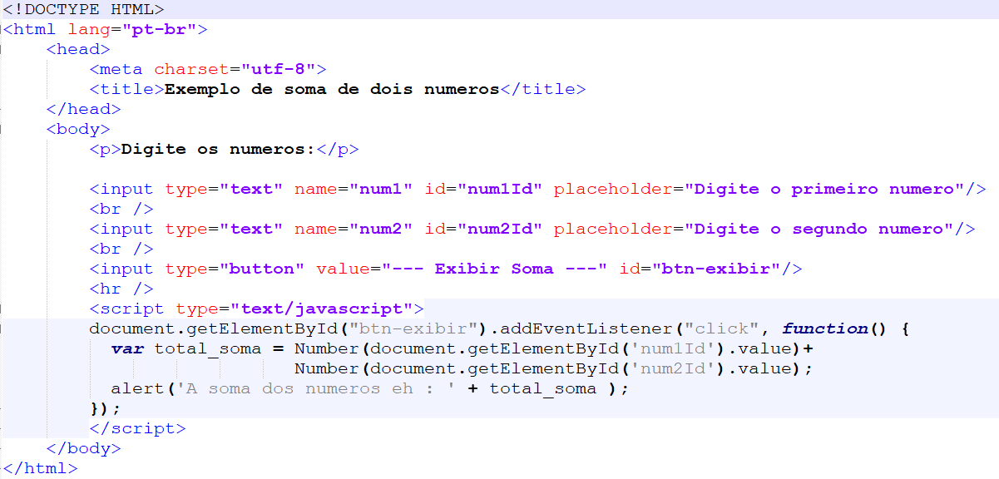 <!DOCTYPE HTML>
<html lang="pt-br">
    <head>
        <meta charset="utf-8">
        <title>Exemplo de soma de dois numeros</title>
    </head>
    <body>
        <p>Digite os numeros:</p>

        <input type="text" name="num1" id="num1Id" placeholder="Digite o primeiro numero"/>
        <br />
        <input type="text" name="num2" id="num2Id" placeholder="Digite o segundo numero"/>
        <br />
        <input type="button" value="--- Exibir Soma ---" id="btn-exibir"/>
        <hr />
        <script type="text/javascript">
        document.getElementById("btn-exibir").addEventListener("click", function() {
          var total_soma = Number(document.getElementById('num1Id').value)+
                           Number(document.getElementById('num2Id').value);
          alert('A soma dos numeros eh : ' + total_soma );
        });
        </script>
    </body>
</html>